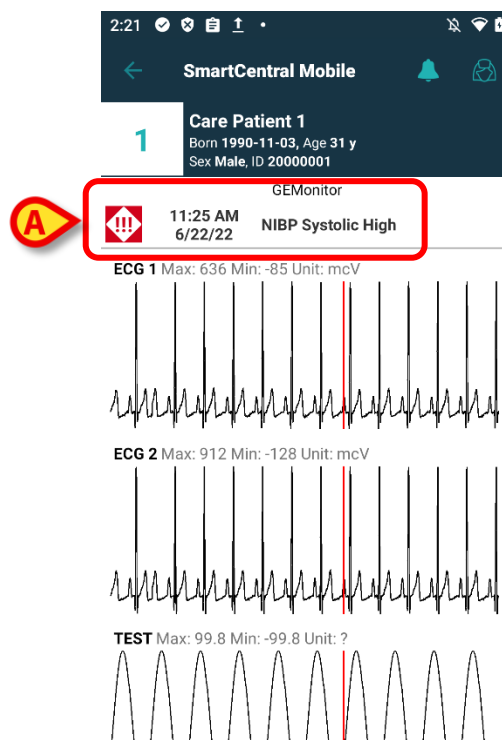 2:21
SmartCentral Mobile
1
Care Patient 1
Born 1990-11-03, Age 31 y
Sex Male, ID 20000001
GEMonitor
A
!!!
11:25 AM
6/22/22
NIBP Systolic High
ECG 1 Max: 636 Min: -85 Unit: mcV
ECG 2 Max: 912 Min: -128 Unit: mcV
TEST Max: 99.8 Min: -99.8 Unit: ?